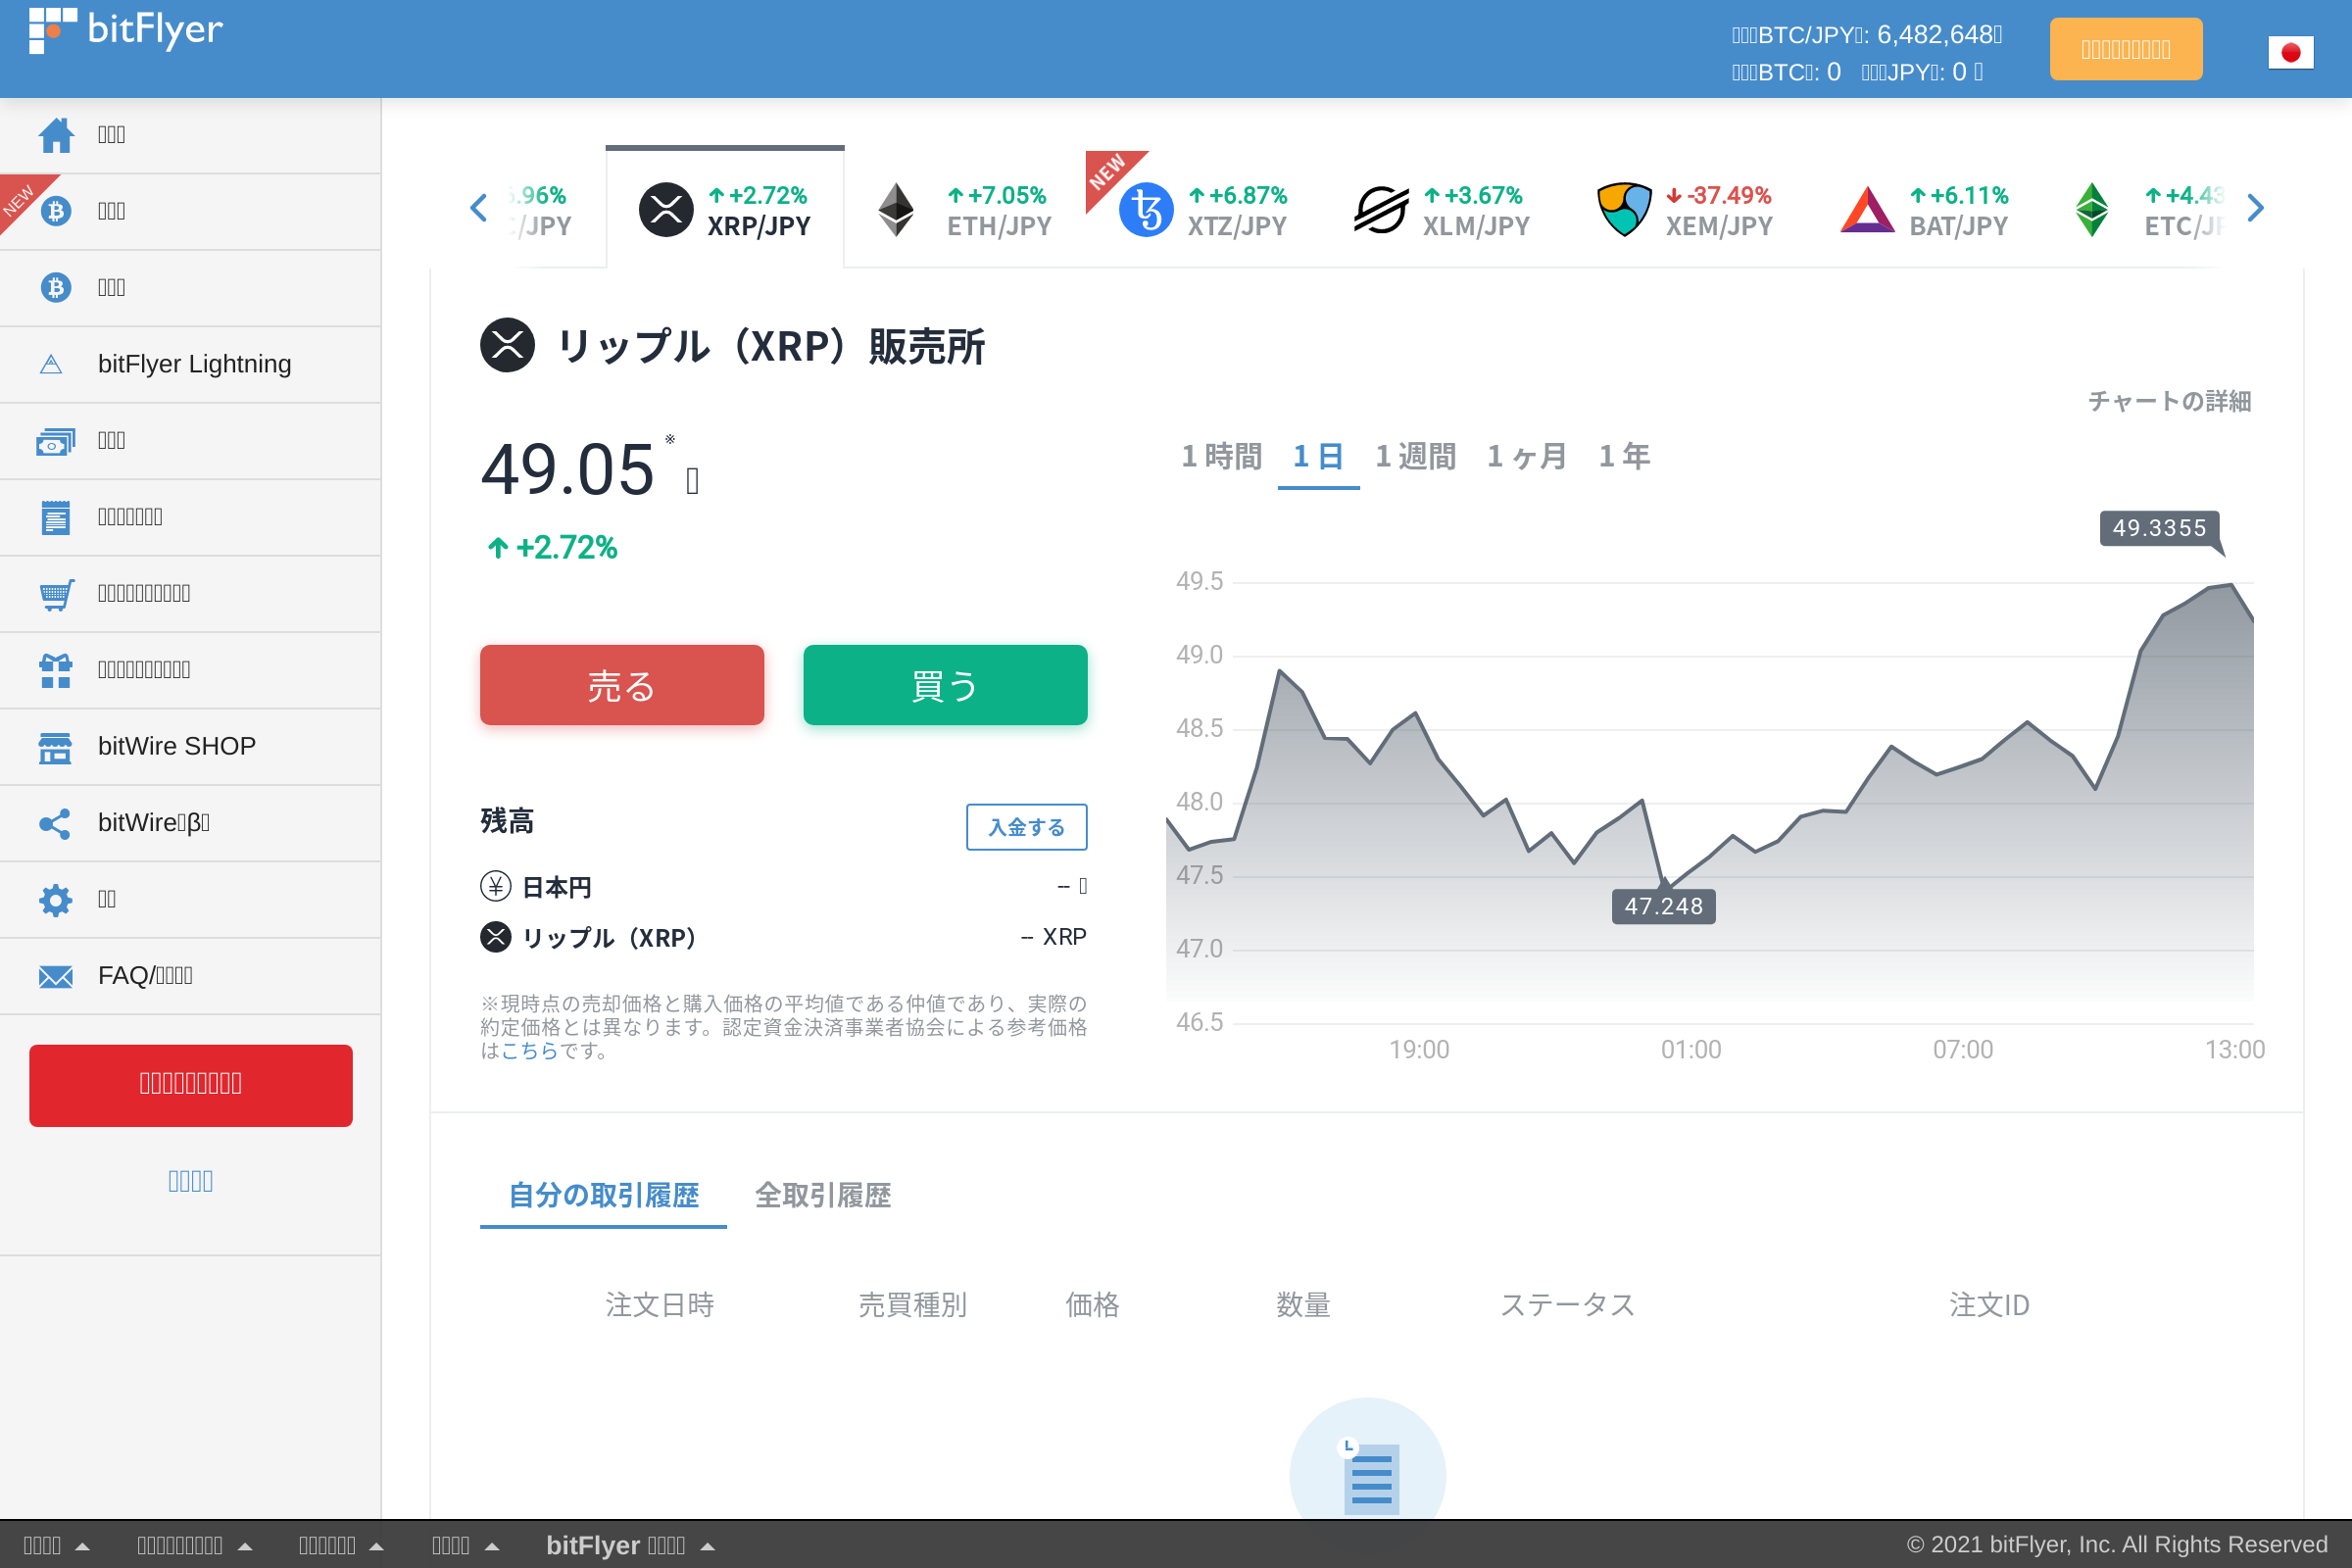 bitFlyer
BTC/JPY: 6,482,648
BTC: 0 JPY: 0
NEW
bitFlyer Lightning
bitWire SHOP
bitWire β
FAQ/
.96%
/JPY
+2.72%
XRP/JPY
+7.05%
ETH/JPY
NEW
+6.87%
XTZ/JPY
+3.67%
XLM/JPY
-37.49%
XEM/JPY
+6.11%
BAT/JPY
+4.43
ETC/JP
リップル（XRP）販売所
チャートの詳細
49.05 ※
+2.72%
売る
買う
残高
入金する
日本円
--
リップル（XRP）
-- XRP
※現時点の売却価格と購入価格の平均値である仲値であり、実際の
約定価格とは異なります。認定資金決済事業者協会による参考価格
はこちらです。
1 時間 1 日 1 週間 1 ヶ月 1 年
49.3355
49.5
49.0
48.5
48.0
47.5
47.248
47.0
46.5
19:00 01:00 07:00 13:00
自分の取引履歴 全取引履歴
注文日時 売買種別 価格 数量 ステータス 注文ID
bitFlyer
© 2021 bitFlyer, Inc. All Rights Reserved